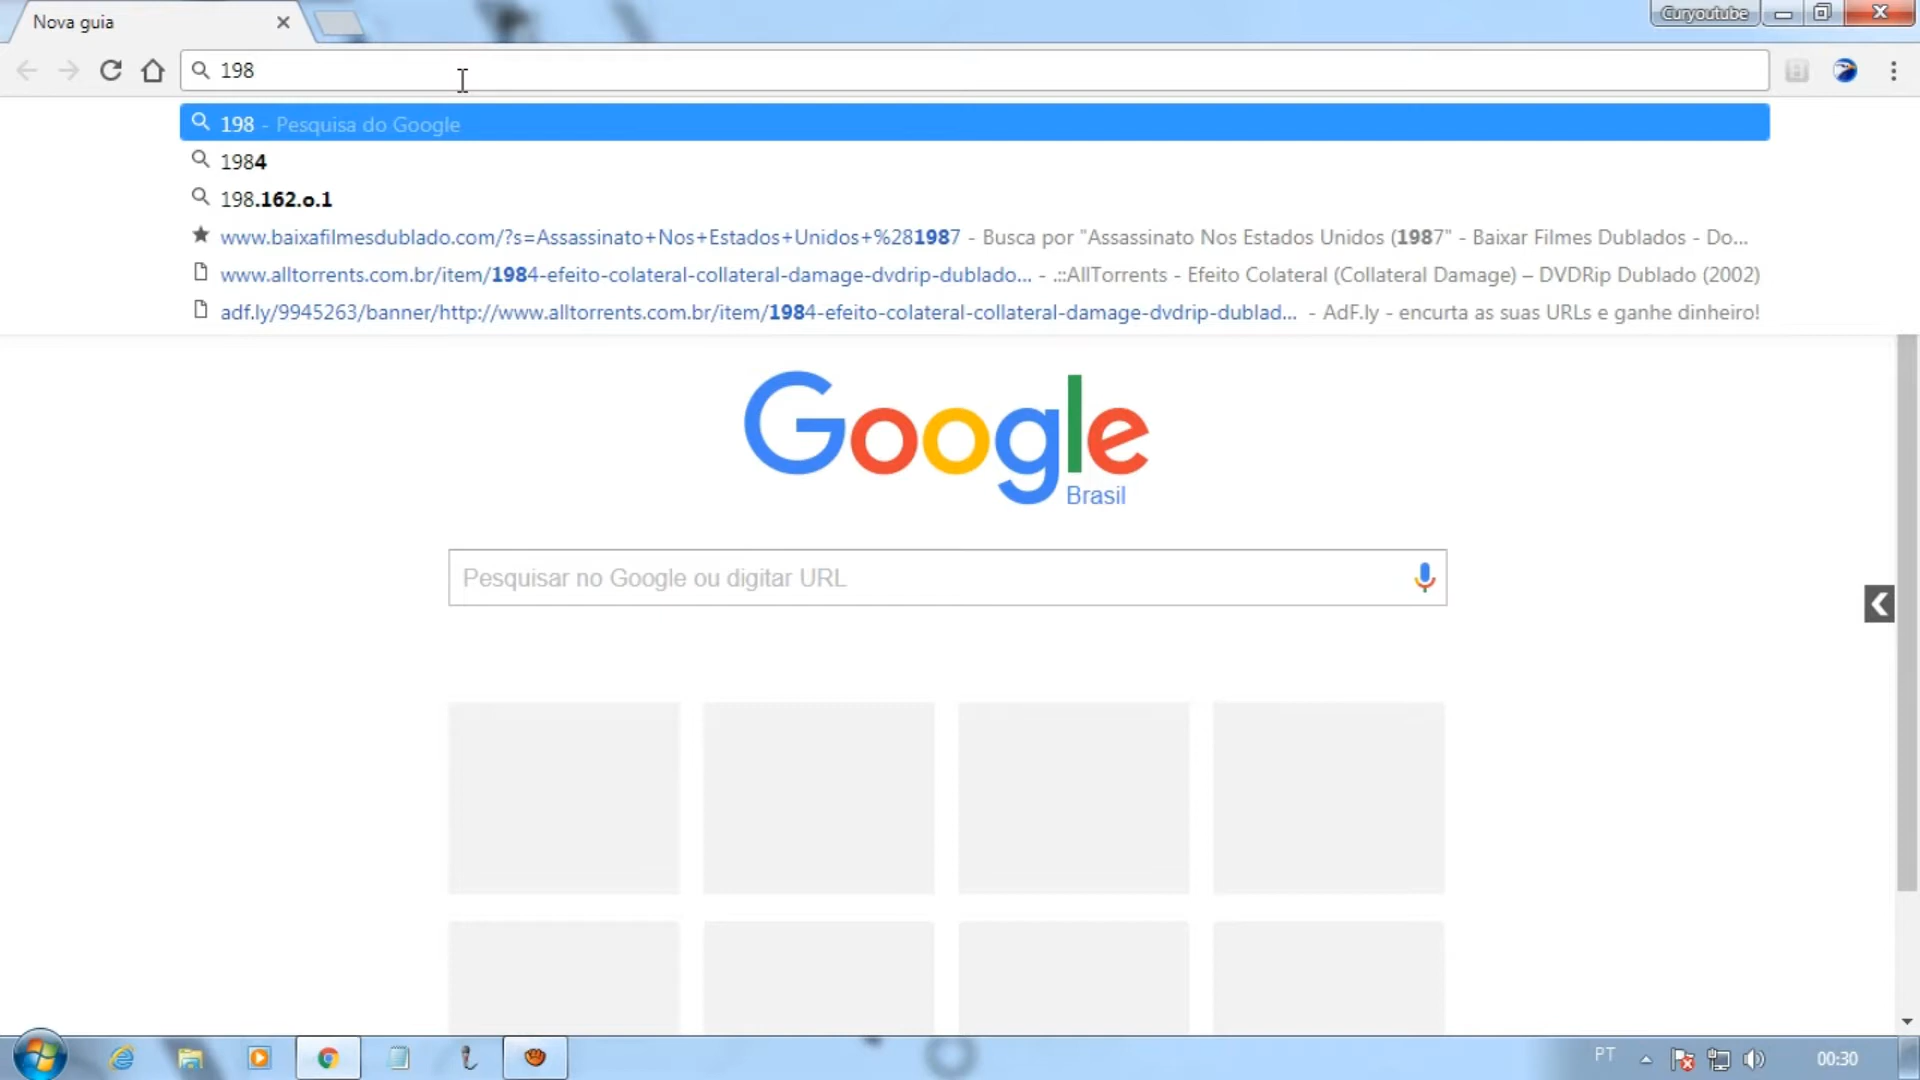 Nova guia
Curyoutube
198
198 - Pesquisa do Google
1984
198.162.o.1
www.baixafilmesdublado.com/?s=Assassinato+Nos+Estados+Unidos+%281987 - Busca por "Assassinato Nos Estados Unidos (1987" - Baixar Filmes Dublados - Do...
www.alltorrents.com.br/item/1984-efeito-colateral-collateral-damage-dvdrip-dublado... - .::AllTorrents - Efeito Colateral (Collateral Damage) – DVDRip Dublado (2002)
adf.ly/9945263/banner/http://www.alltorrents.com.br/item/1984-efeito-colateral-collateral-damage-dvdrip-dublad... - AdF.ly - encurta as suas URLs e ganhe dinheiro!
Google
Brasil
Pesquisar no Google ou digitar URL
PT
00:30